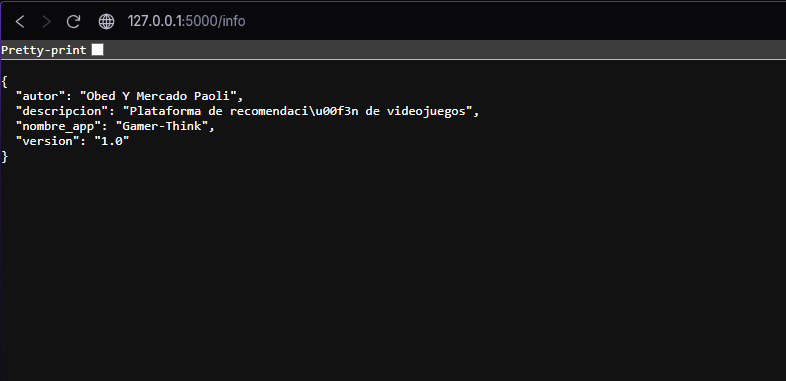 127.0.0.1:5000/info
Pretty-print
{
  "autor": "Obed Y Mercado Paoli",
  "descripcion": "Plataforma de recomendaci\u00f3n de videojuegos",
  "nombre_app": "Gamer-Think",
  "version": "1.0"
}